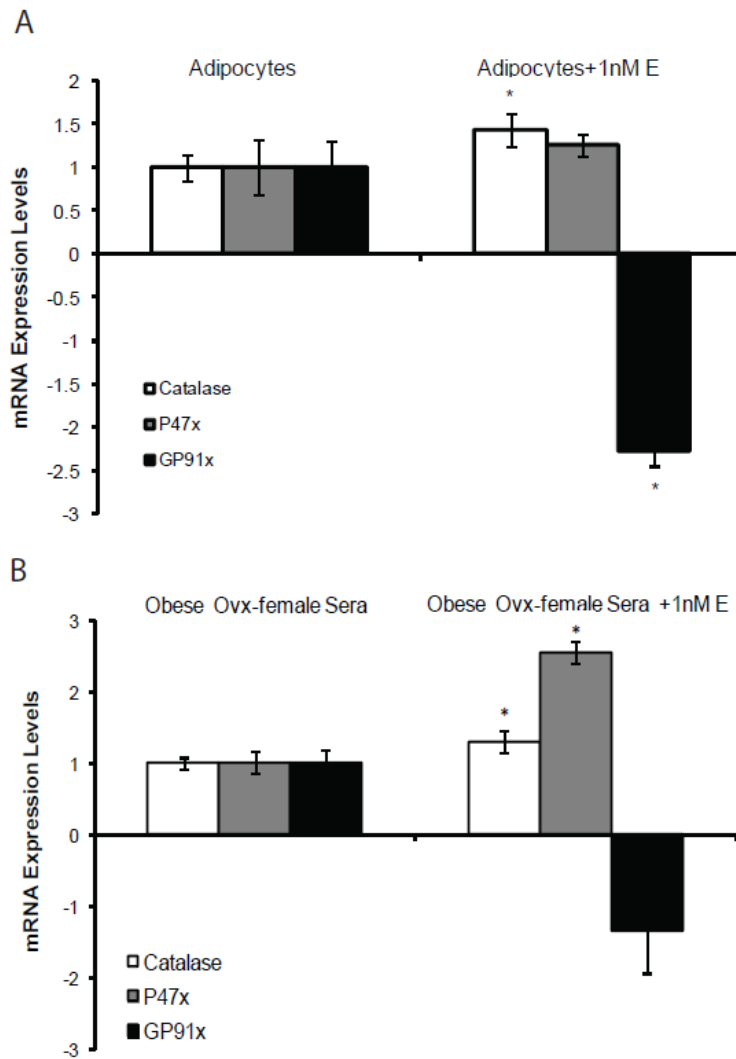 A
Adipocytes
Adipocytes+1nM E
mRNA Expression Levels
2
1.5
1
0.5
0
-0.5
-1
-1.5
-2
-2.5
-3
*
*
Catalase
P47x
GP91x
B
Obese Ovx-female Sera
Obese Ovx-female Sera +1nM E
mRNA Expression Levels
3
2
1
0
-1
-2
-3
*
*
Catalase
P47x
GP91x